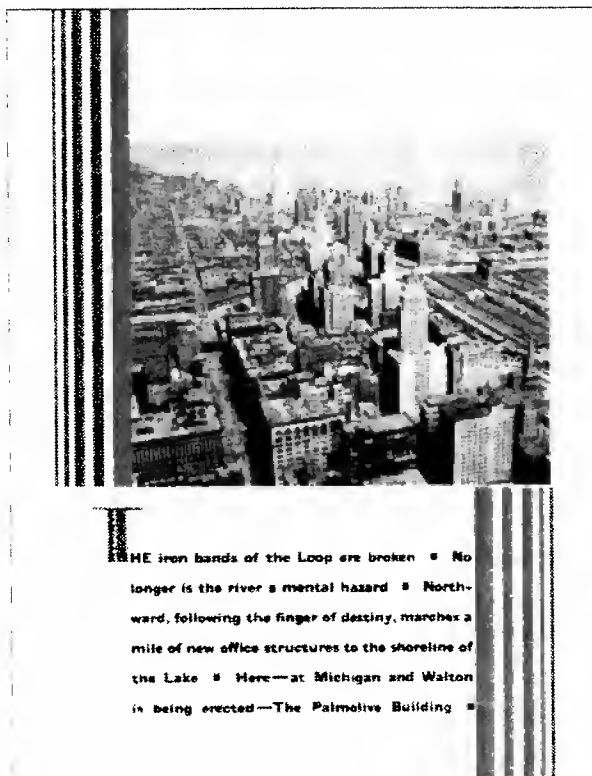 THE iron bands of the Loop are broken ■ No
longer is the river a mental hazard ■ North-
ward, following the finger of destiny, marches a
mile of new office structures to the shoreline of
the Lake ■ Here—at Michigan and Walton
is being erected—The Palmolive Building ■